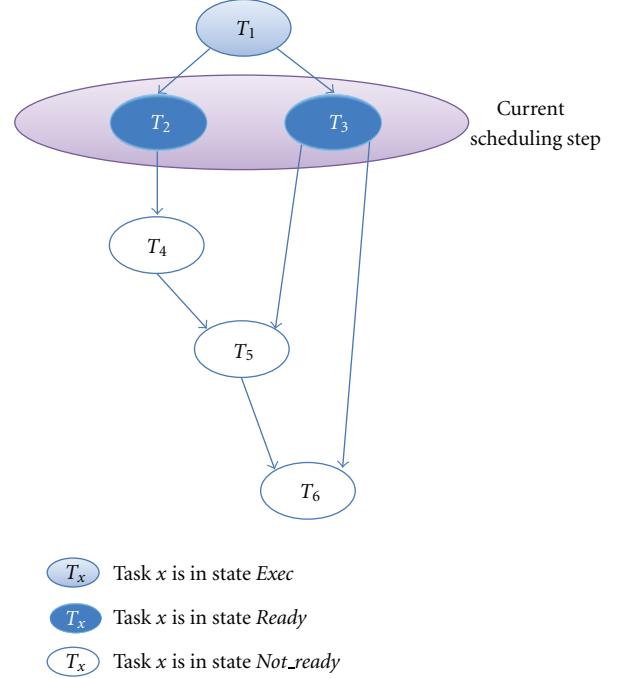 T1
T2
T3
Current
scheduling step
T4
T5
T6
Tx Task x is in state Exec
Tx Task x is in state Ready
Tx Task x is in state Not_ready